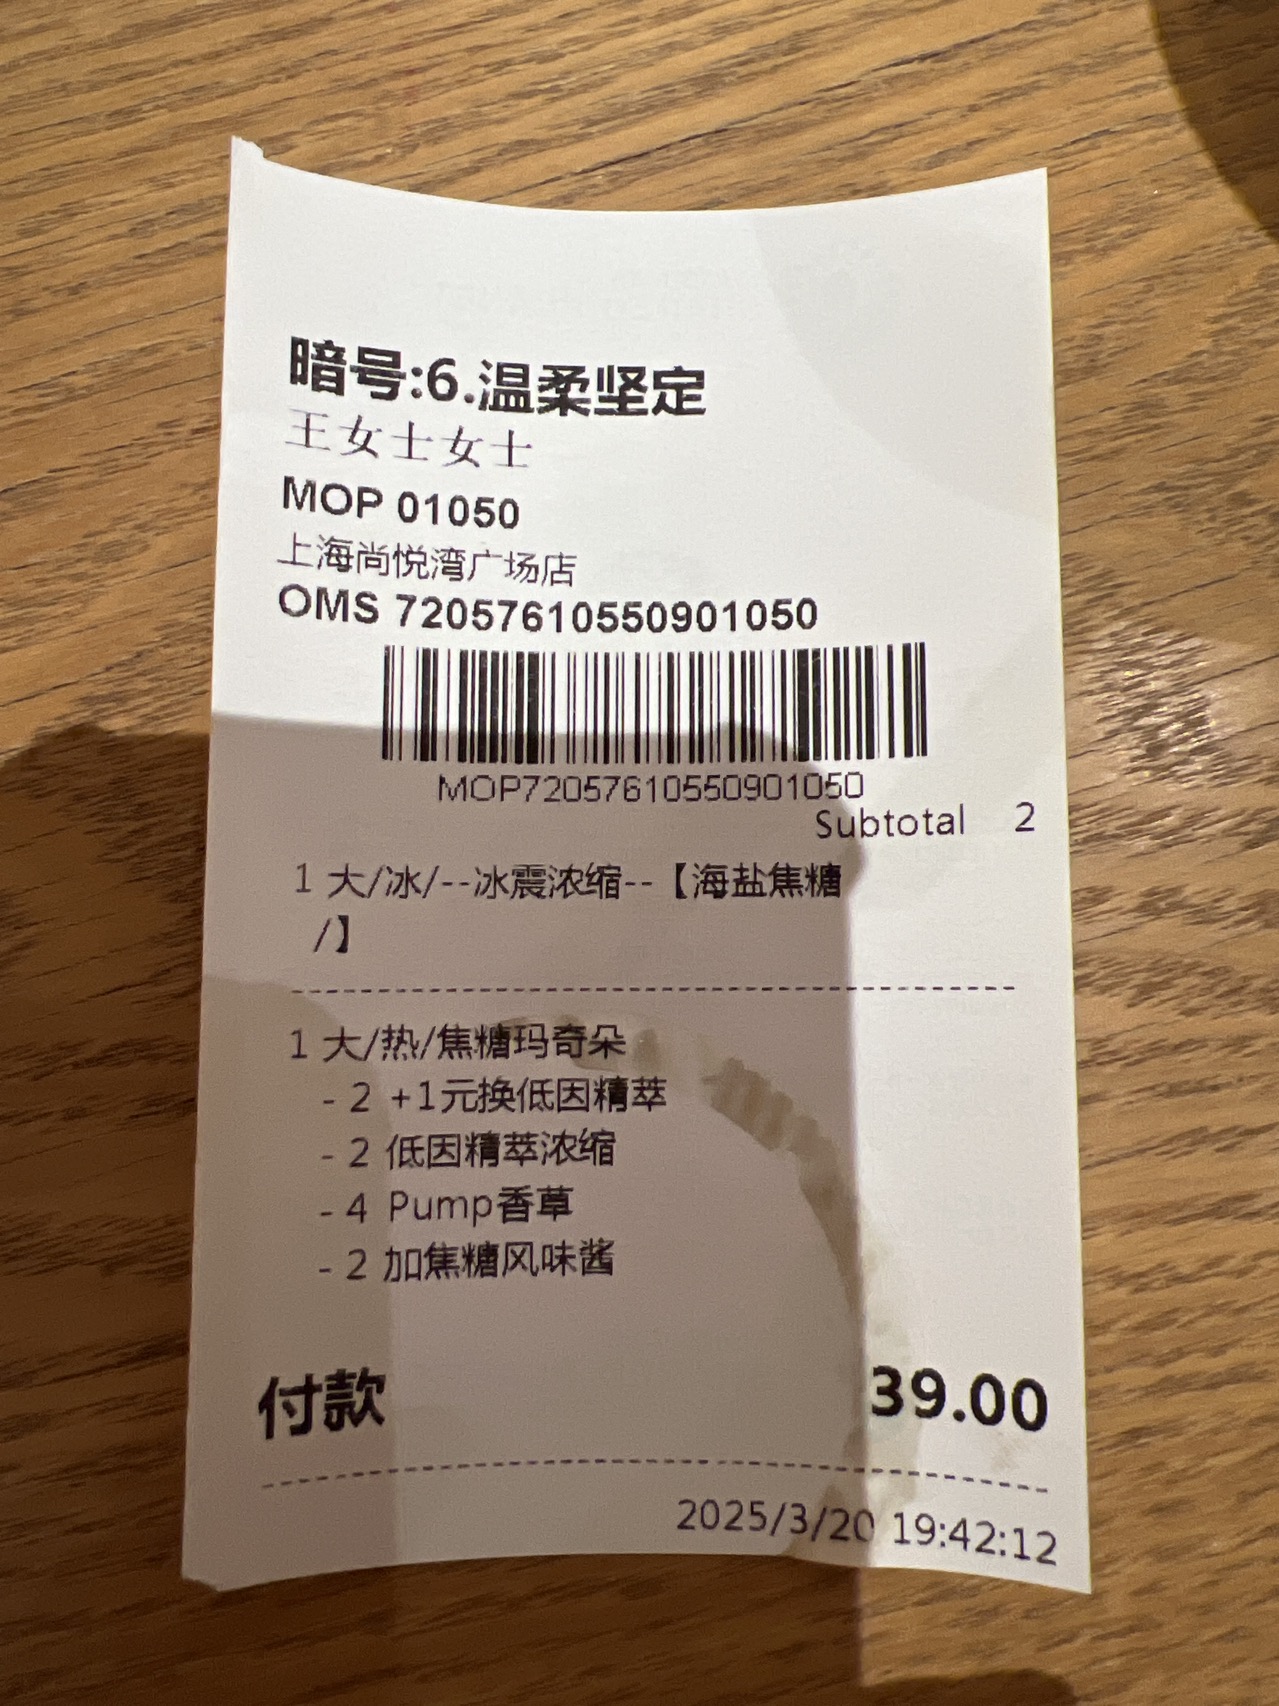 暗号:6.温柔坚定
王女士女士
MOP 01050
上海尚悦湾广场店
OMS 72057610550901050
MOP72057610550901050
Subtotal 2
1 大/冰/--冰震浓缩--【海盐焦糖
/】
1 大/热/焦糖玛奇朵
- 2 +1元换低因精萃
- 2 低因精萃浓缩
- 4 Pump香草
- 2 加焦糖风味酱
付款 39.00
2025/3/20 19:42:12